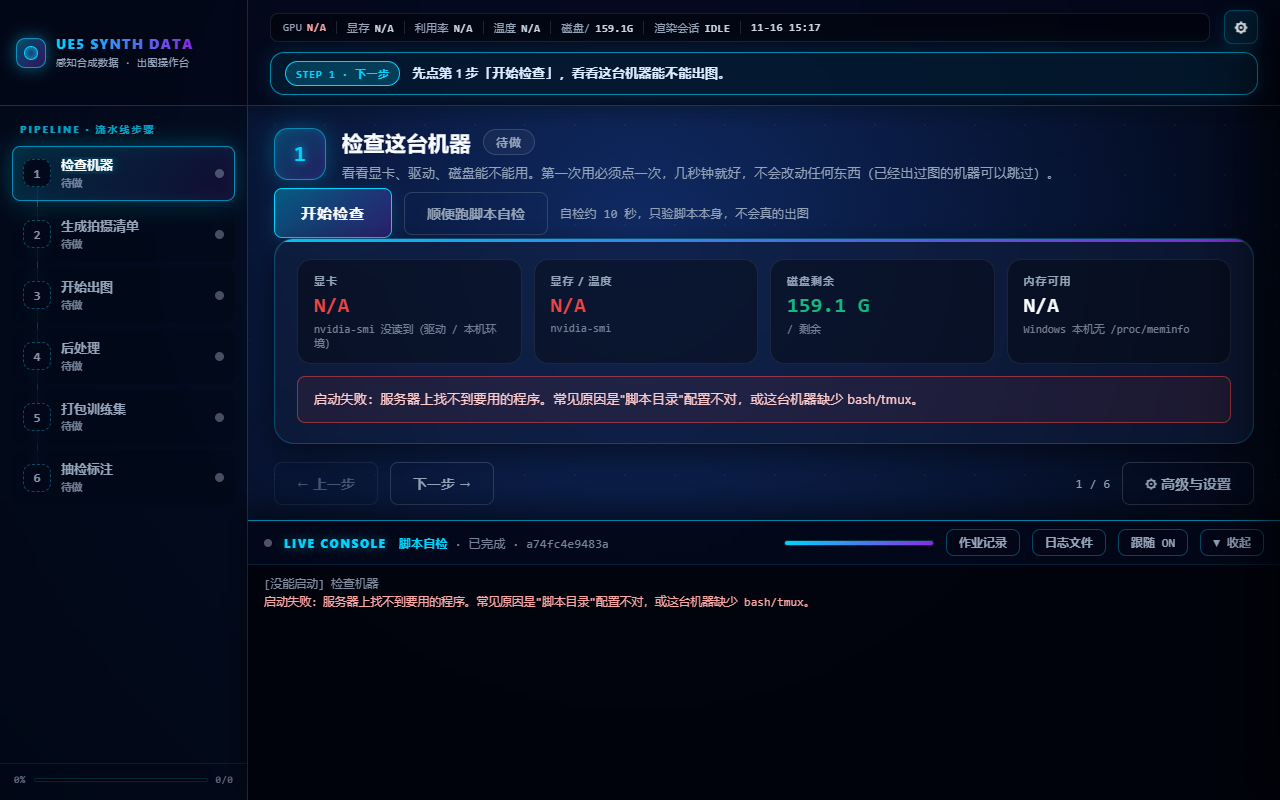 UE5 SYNTH DATA
感知合成数据 · 出图操作台
GPU N/A 显存 N/A 利用率 N/A 温度 N/A 磁盘/ 159.1G 渲染会话 IDLE 11-16 15:17
⚙
STEP 1 · 下一步 先点第 1 步「开始检查」，看看这台机器能不能出图。
PIPELINE · 流水线步骤
1 检查机器
待做
2 生成拍摄清单
待做
3 开始出图
待做
4 后处理
待做
5 打包训练集
待做
6 抽检标注
待做
0% 0/0
1 检查这台机器 待做
看看显卡、驱动、磁盘能不能用。第一次用必须点一次，几秒钟就好，不会改动任何东西（已经出过图的机器可以跳过）。
开始检查 顺便跑脚本自检 自检约 10 秒，只验脚本本身，不会真的出图
显卡
N/A
nvidia-smi 没读到（驱动 / 本机环
境）
显存 / 温度
N/A
nvidia-smi
磁盘剩余
159.1 G
/ 剩余
内存可用
N/A
Windows 本机无 /proc/meminfo
启动失败：服务器上找不到要用的程序。常见原因是"脚本目录"配置不对，或这台机器缺少 bash/tmux。
← 上一步 下一步 → 1 / 6 ⚙ 高级与设置
LIVE CONSOLE 脚本自检 · 已完成 · a74fc4e9483a 作业记录 日志文件 跟随 ON ▼ 收起
[没能启动] 检查机器
启动失败：服务器上找不到要用的程序。常见原因是"脚本目录"配置不对，或这台机器缺少 bash/tmux。